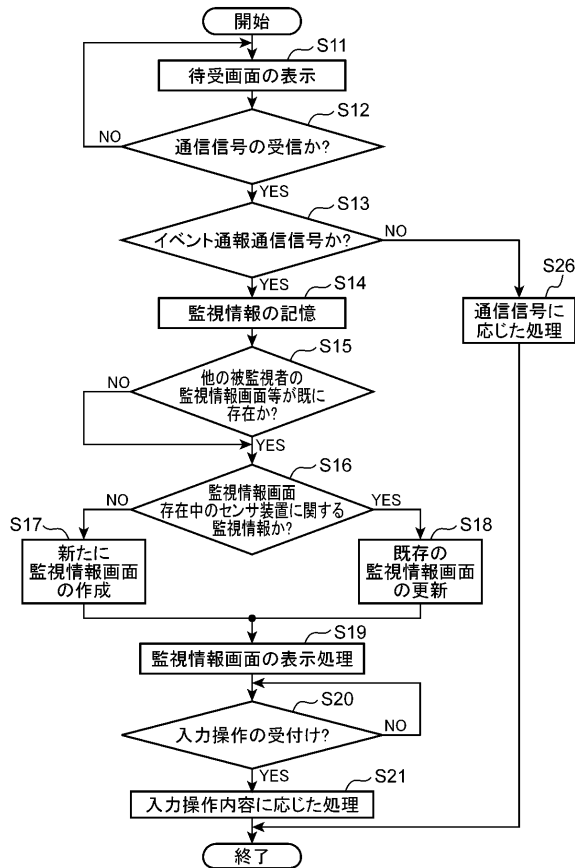 開始
S11
待受画面の表示
S12
通信信号の受信か?
NO
YES
S13
イベント通報通信信号か?
NO
YES
S26
通信信号に
応じた処理
S14
監視情報の記憶
S15
他の被監視者の
監視情報画面等が既に
存在か?
NO
YES
S16
監視情報画面
存在中のセンサ装置に関する
監視情報か?
NO
YES
S17
新たに
監視情報画面
の作成
S18
既存の
監視情報画面
の更新
S19
監視情報画面の表示処理
S20
入力操作の受付け?
NO
YES
S21
入力操作内容に応じた処理
終了